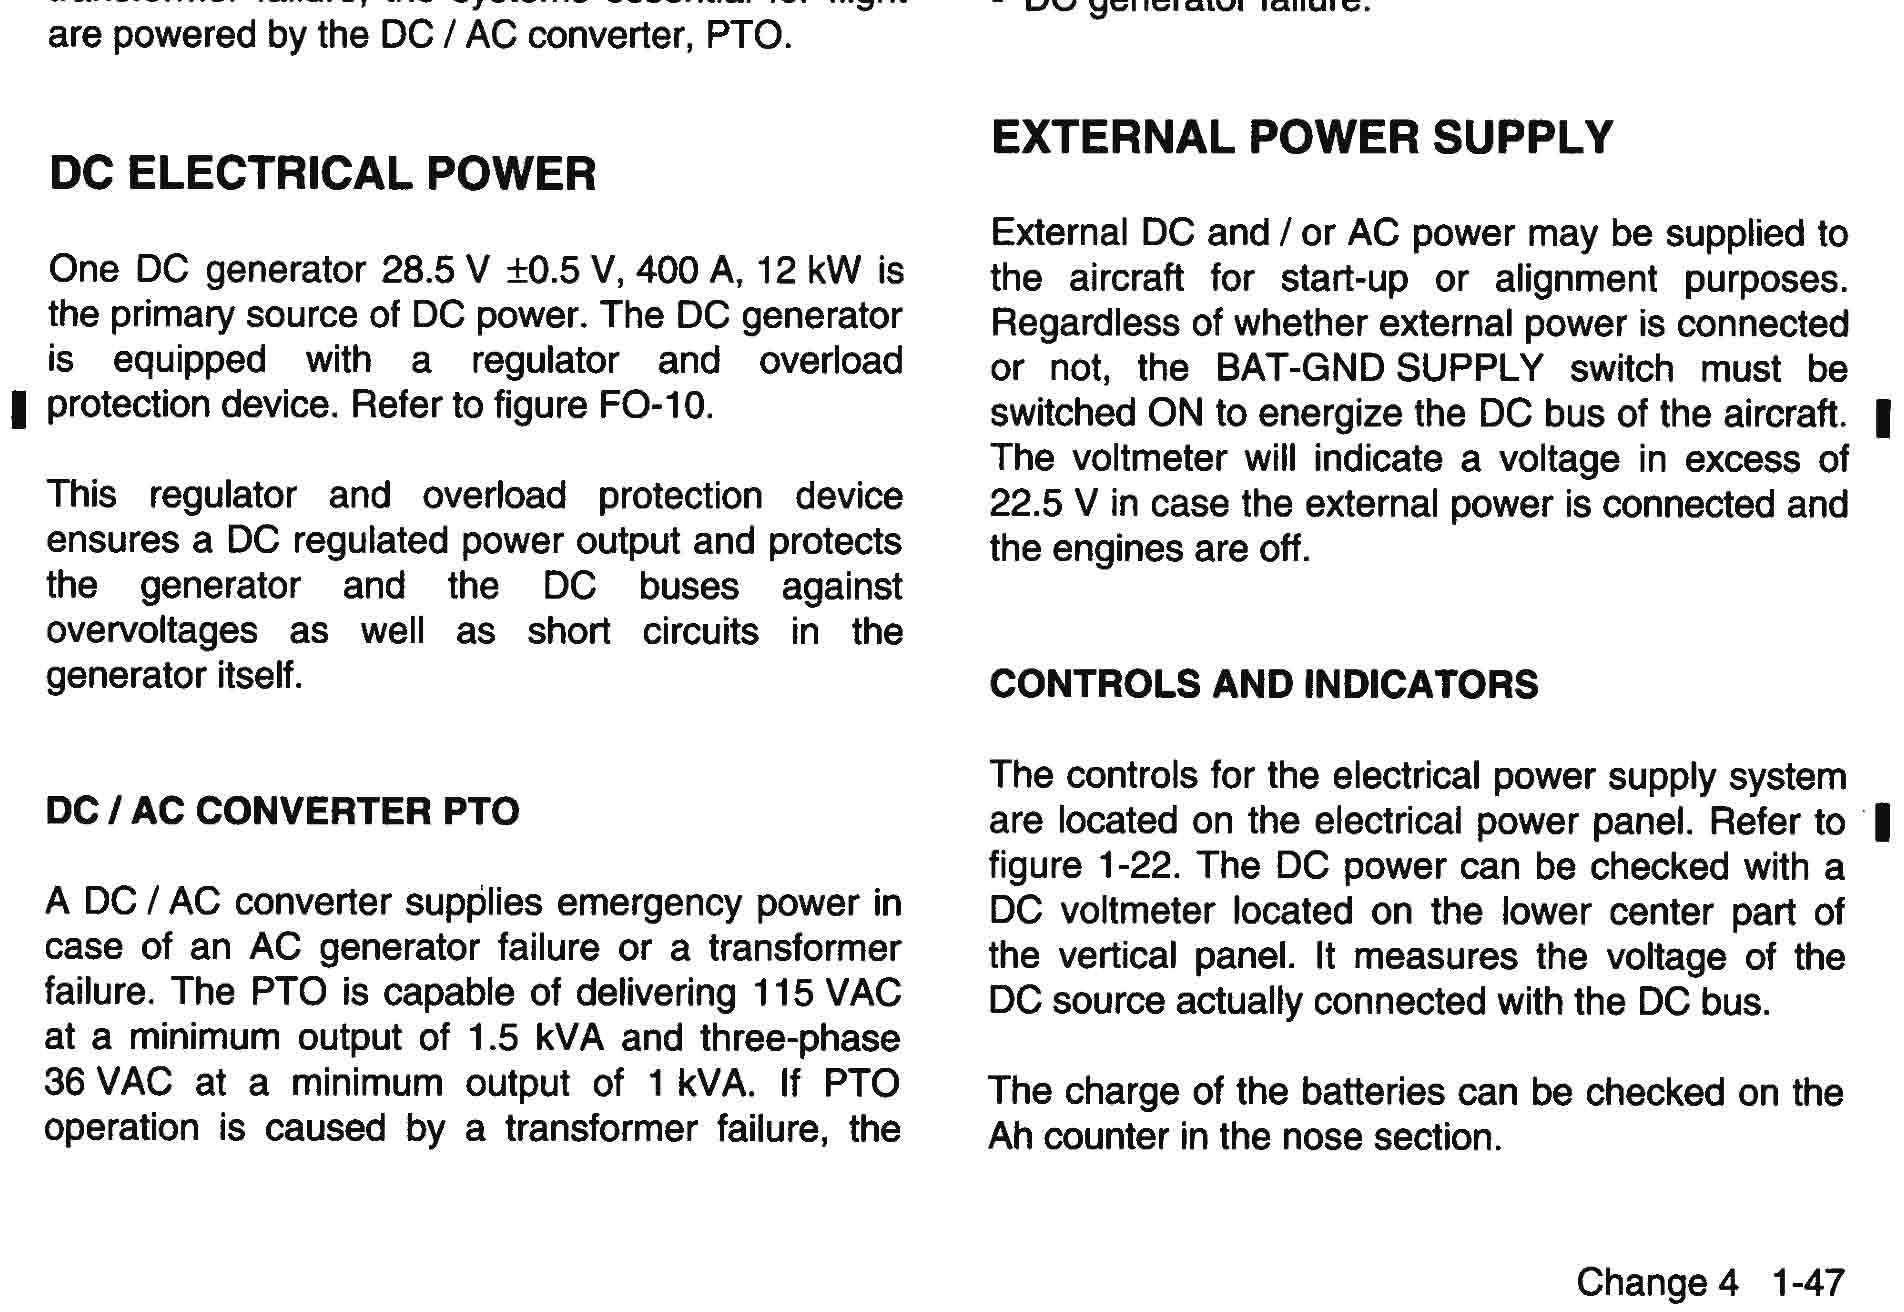 transformer failure, the systems essential for flight
are powered by the DC / AC converter, PTO.
DC ELECTRICAL POWER
One DC generator 28.5 V ±0.5 V, 400 A, 12 kW is
the primary source of DC power. The DC generator
is equipped with a regulator and overload
protection device. Refer to figure FO-10.
This regulator and overload protection device
ensures a DC regulated power output and protects
the generator and the DC buses against
overvoltages as well as short circuits in the
generator itself.
DC / AC CONVERTER PTO
A DC / AC converter supplies emergency power in
case of an AC generator failure or a transformer
failure. The PTO is capable of delivering 115 VAC
at a minimum output of 1.5 kVA and three-phase
36 VAC at a minimum output of 1 kVA. If PTO
operation is caused by a transformer failure, the
- DC generator failure.
EXTERNAL POWER SUPPLY
External DC and / or AC power may be supplied to
the aircraft for start-up or alignment purposes.
Regardless of whether external power is connected
or not, the BAT-GND SUPPLY switch must be
switched ON to energize the DC bus of the aircraft.
The voltmeter will indicate a voltage in excess of
22.5 V in case the external power is connected and
the engines are off.
CONTROLS AND INDICATORS
The controls for the electrical power supply system
are located on the electrical power panel. Refer to
figure 1-22. The DC power can be checked with a
DC voltmeter located on the lower center part of
the vertical panel. It measures the voltage of the
DC source actually connected with the DC bus.
The charge of the batteries can be checked on the
Ah counter in the nose section.
Change 4 1-47